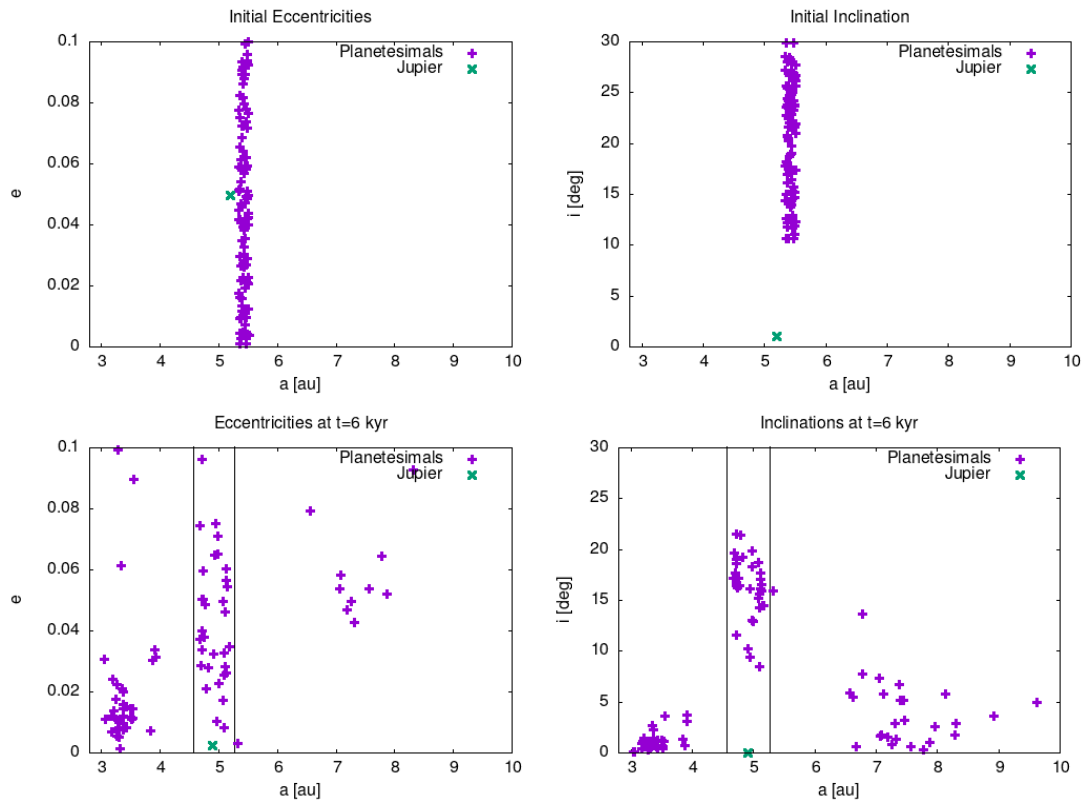 Initial Eccentricities
0.1
0.08
0.06
0.04
0.02
0
e
Planetesimals
Jupier
3 4 5 6 7 8 9 10
a [au]
Initial Inclination
30
25
20
15
10
5
0
i [deg]
Planetesimals
Jupier
3 4 5 6 7 8 9 10
a [au]
Eccentricities at t=6 kyr
0.1
0.08
0.06
0.04
0.02
0
e
Planetesimals
Jupier
3 4 5 6 7 8 9 10
a [au]
Inclinations at t=6 kyr
30
25
20
15
10
5
0
i [deg]
Planetesimals
Jupier
3 4 5 6 7 8 9 10
a [au]